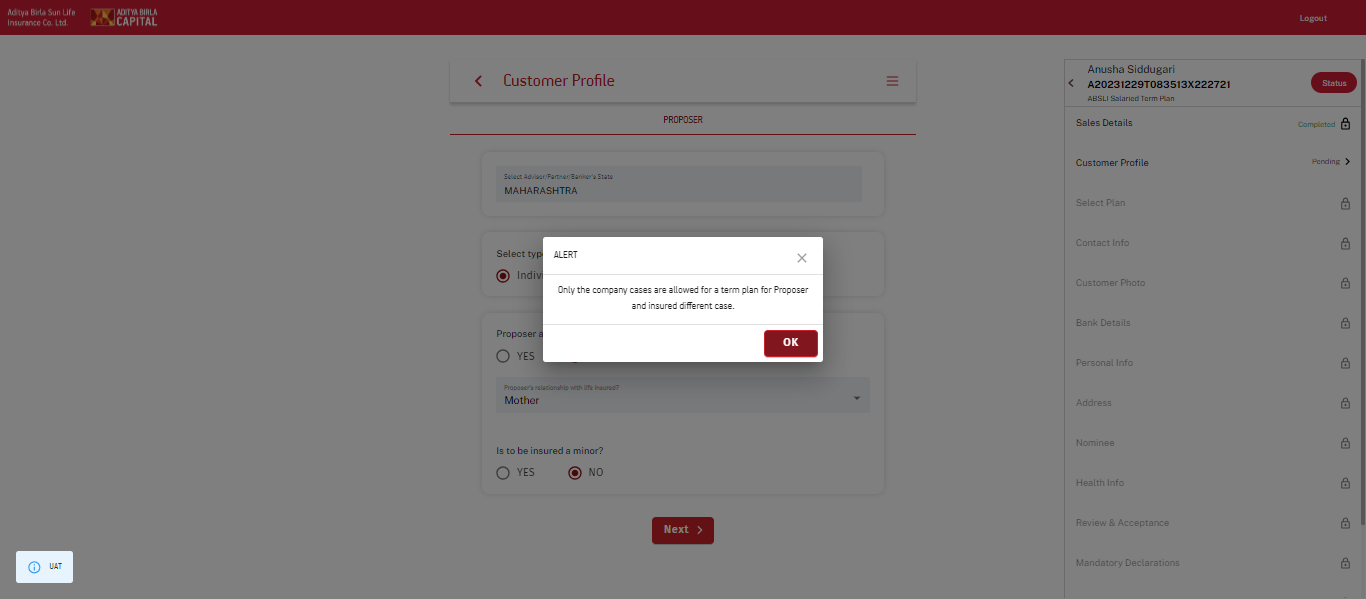 Aditya Birla Sun Life
Insurance Co. Ltd.
ADITYA BIRLA
CAPITAL
Logout
Customer Profile
PROPOSER
Select Advisor/Partner/Banker's State
MAHARASHTRA
Select type
Indiv
ALERT
Only the company cases are allowed for a term plan for Proposer
and insured different case.
OK
Proposer a
YES
Proposer's relationship with life insured?
Mother
Is to be insured a minor?
YES
NO
Next
UAT
Anusha Siddugari
A20231229T083513X222721
ABSLI Salaried Term Plan
Status
Sales Details
Completed
Customer Profile
Pending
Select Plan
Contact Info
Customer Photo
Bank Details
Personal Info
Address
Nominee
Health Info
Review & Acceptance
Mandatory Declarations